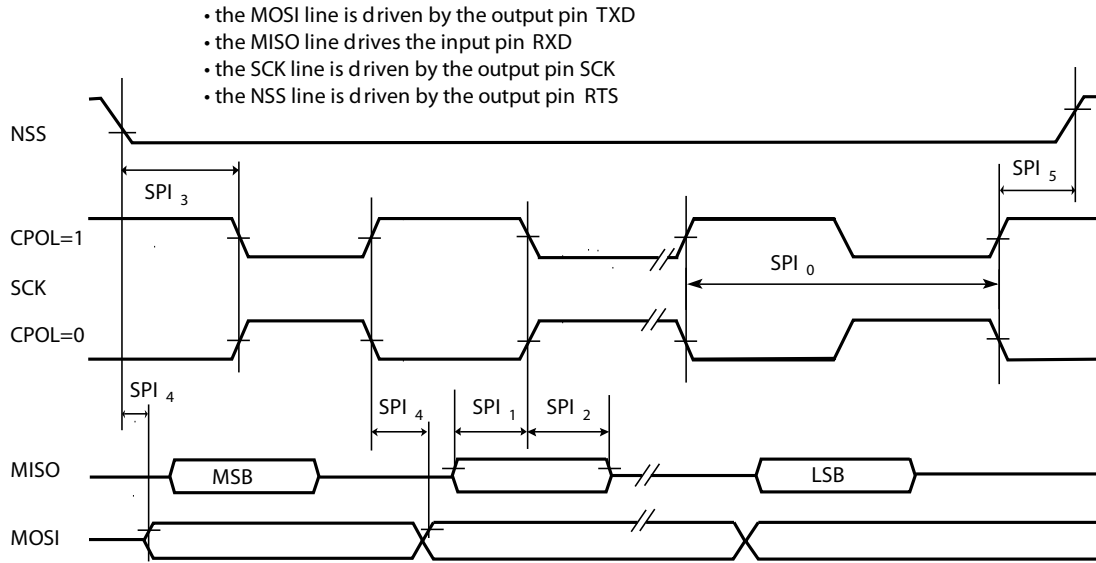 • the MOSI line is driven by the output pin TXD
• the MISO line drives the input pin RXD
• the SCK line is driven by the output pin SCK
• the NSS line is driven by the output pin RTS
NSS
SPI 5
SPI 3
CPOL=1
SPI 0
SCK
CPOL=0
SPI 4
SPI 4
SPI 1
SPI 2
MISO
MSB
LSB
MOSI